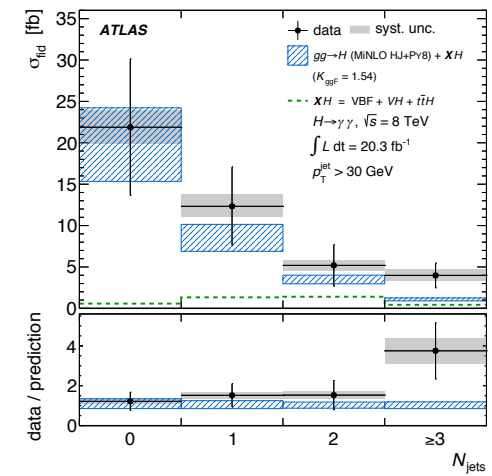 ATLAS
data syst. unc.
gg→H (MiNLO HJ+PY8) + XH
(K_ggF = 1.54)
XH = VBF + VH + tt̄H
H→γγ, √s = 8 TeV
∫ L dt = 20.3 fb⁻¹
p_T^jet > 30 GeV
σ_fid [fb]
35
30
25
20
15
10
5
0
data / prediction
4
2
0
0 1 2 ≥3
N_jets